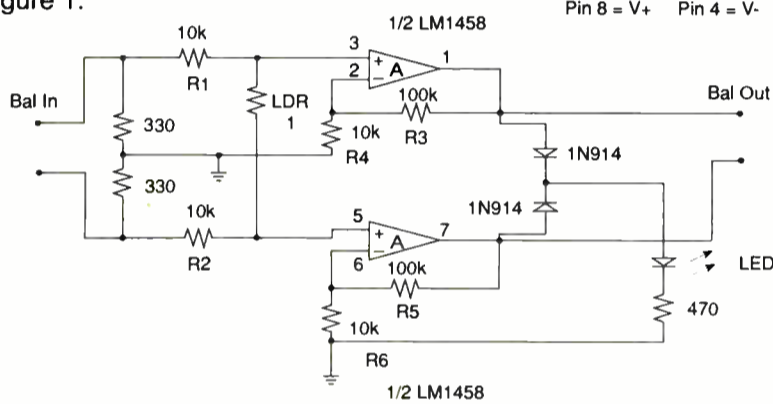 gure 1.
1/2 LM1458
Pin 8 = V+ Pin 4 = V-
10k
R1
3
2
+
−
A
1
Bal In
LDR
1
100k
R3
Bal Out
330
10k
R4
1N914
330
1N914
10k
R2
5
6
+
−
A
7
100k
R5
LED
470
10k
R6
1/2 LM1458